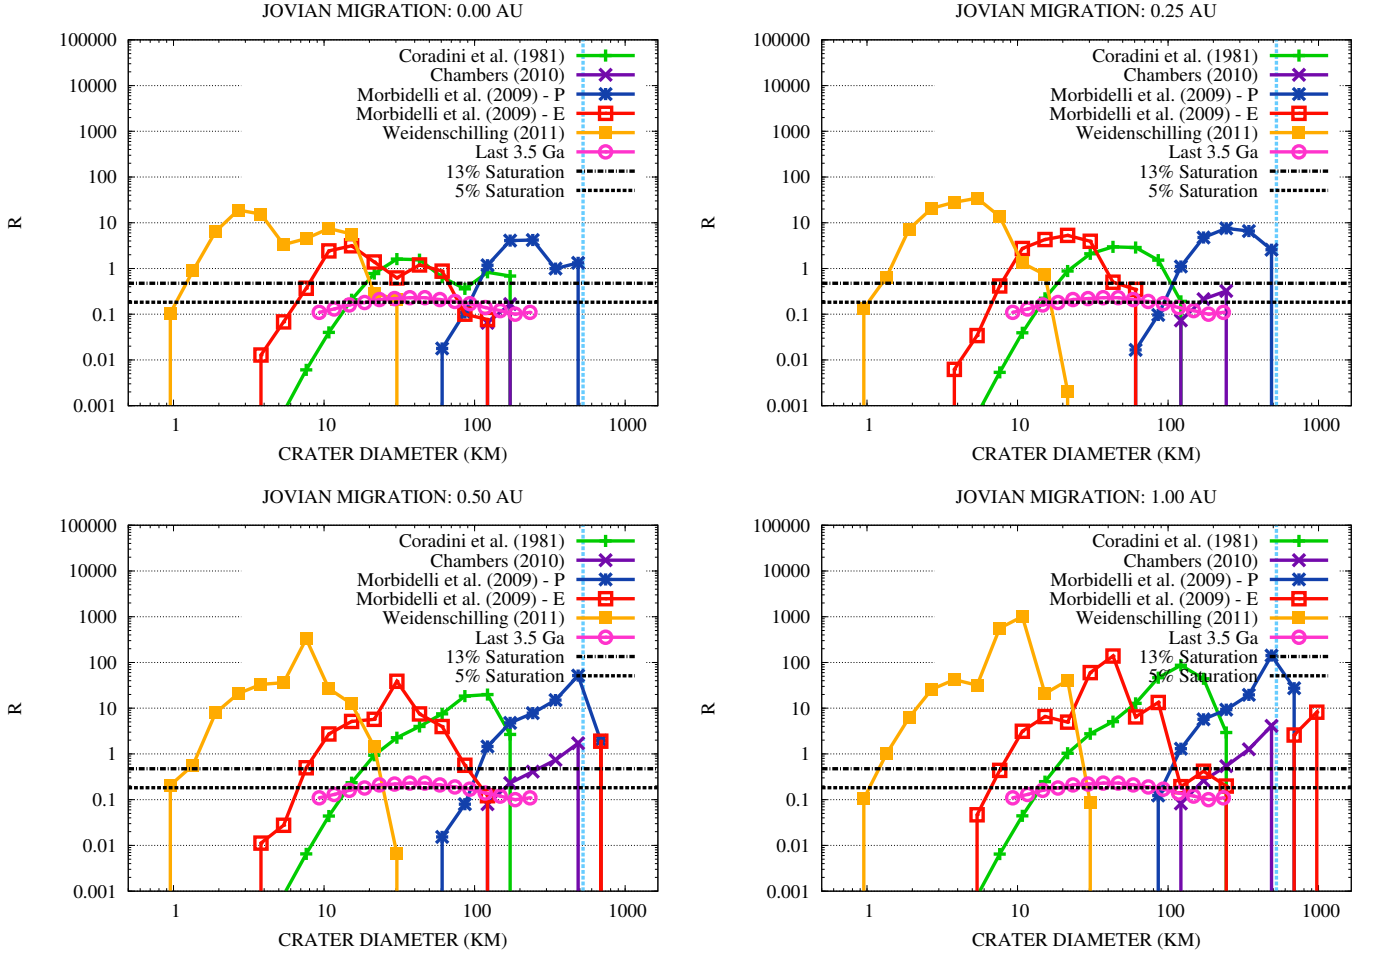 JOVIAN MIGRATION: 0.00 AU
100000
10000
1000
100
10
1
0.1
0.01
0.001
R
Coradini et al. (1981)
Chambers (2010)
Morbidelli et al. (2009) - P
Morbidelli et al. (2009) - E
Weidenschilling (2011)
Last 3.5 Ga
13% Saturation
5% Saturation
1 10 100 1000
CRATER DIAMETER (KM)
JOVIAN MIGRATION: 0.25 AU
100000
10000
1000
100
10
1
0.1
0.01
0.001
R
Coradini et al. (1981)
Chambers (2010)
Morbidelli et al. (2009) - P
Morbidelli et al. (2009) - E
Weidenschilling (2011)
Last 3.5 Ga
13% Saturation
5% Saturation
1 10 100 1000
CRATER DIAMETER (KM)
JOVIAN MIGRATION: 0.50 AU
100000
10000
1000
100
10
1
0.1
0.01
0.001
R
Coradini et al. (1981)
Chambers (2010)
Morbidelli et al. (2009) - P
Morbidelli et al. (2009) - E
Weidenschilling (2011)
Last 3.5 Ga
13% Saturation
5% Saturation
1 10 100 1000
CRATER DIAMETER (KM)
JOVIAN MIGRATION: 1.00 AU
100000
10000
1000
100
10
1
0.1
0.01
0.001
R
Coradini et al. (1981)
Chambers (2010)
Morbidelli et al. (2009) - P
Morbidelli et al. (2009) - E
Weidenschilling (2011)
Last 3.5 Ga
13% Saturation
5% Saturation
1 10 100 1000
CRATER DIAMETER (KM)